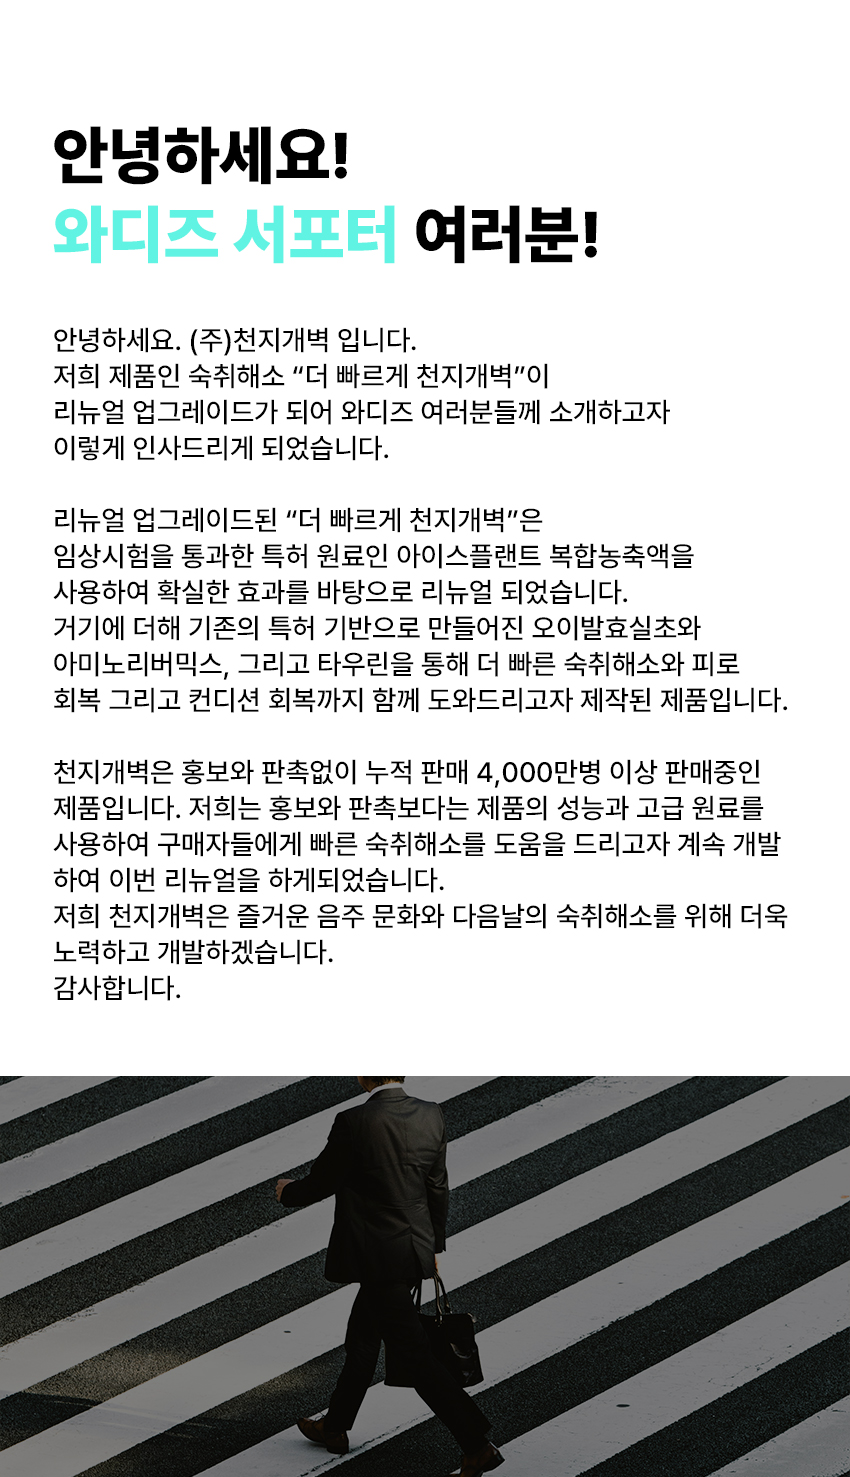 안녕하세요!
와디즈 서포터 여러분!
안녕하세요. (주)천지개벽 입니다.
저희 제품인 숙취해소 “더 빠르게 천지개벽”이
리뉴얼 업그레이드가 되어 와디즈 여러분들께 소개하고자
이렇게 인사드리게 되었습니다.
리뉴얼 업그레이드된 “더 빠르게 천지개벽”은
임상시험을 통과한 특허 원료인 아이스플랜트 복합농축액을
사용하여 확실한 효과를 바탕으로 리뉴얼 되었습니다.
거기에 더해 기존의 특허 기반으로 만들어진 오이발효실초와
아미노리버믹스, 그리고 타우린을 통해 더 빠른 숙취해소와 피로
회복 그리고 컨디션 회복까지 함께 도와드리고자 제작된 제품입니다.
천지개벽은 홍보와 판촉없이 누적 판매 4,000만병 이상 판매중인
제품입니다. 저희는 홍보와 판촉보다는 제품의 성능과 고급 원료를
사용하여 구매자들에게 빠른 숙취해소를 도움을 드리고자 계속 개발
하여 이번 리뉴얼을 하게되었습니다.
저희 천지개벽은 즐거운 음주 문화와 다음날의 숙취해소를 위해 더욱
노력하고 개발하겠습니다.
감사합니다.